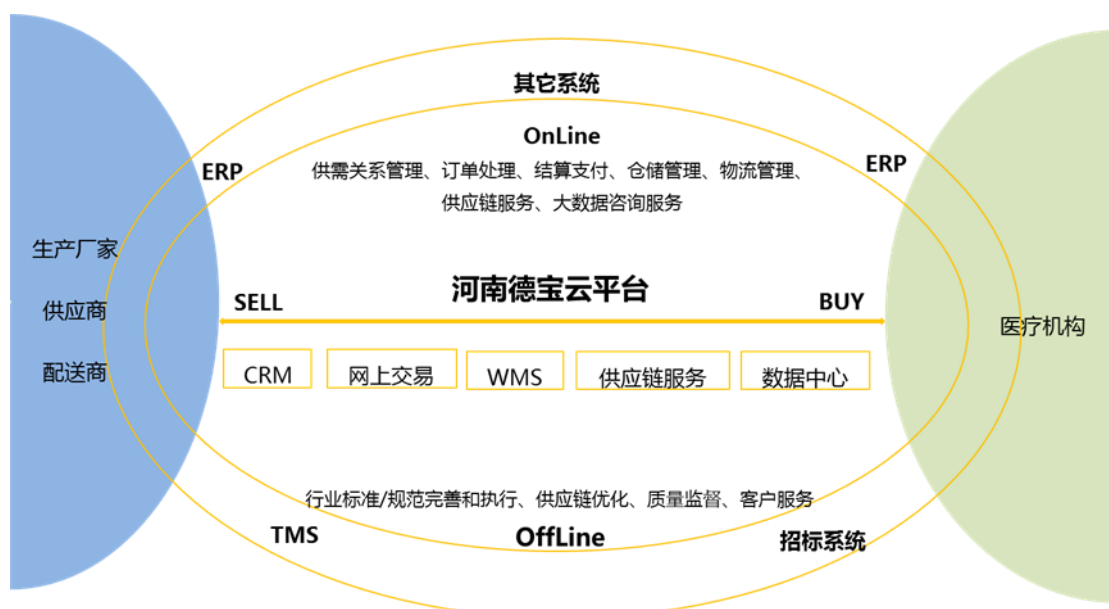 其它系统
OnLine
ERP
ERP
供需关系管理、订单处理、结算支付、仓储管理、物流管理、
供应链服务、大数据咨询服务
生产厂家
供应商
配送商
河南德宝云平台
SELL
BUY
医疗机构
CRM
网上交易
WMS
供应链服务
数据中心
行业标准/规范完善和执行、供应链优化、质量监督、客户服务
TMS
OffLine
招标系统